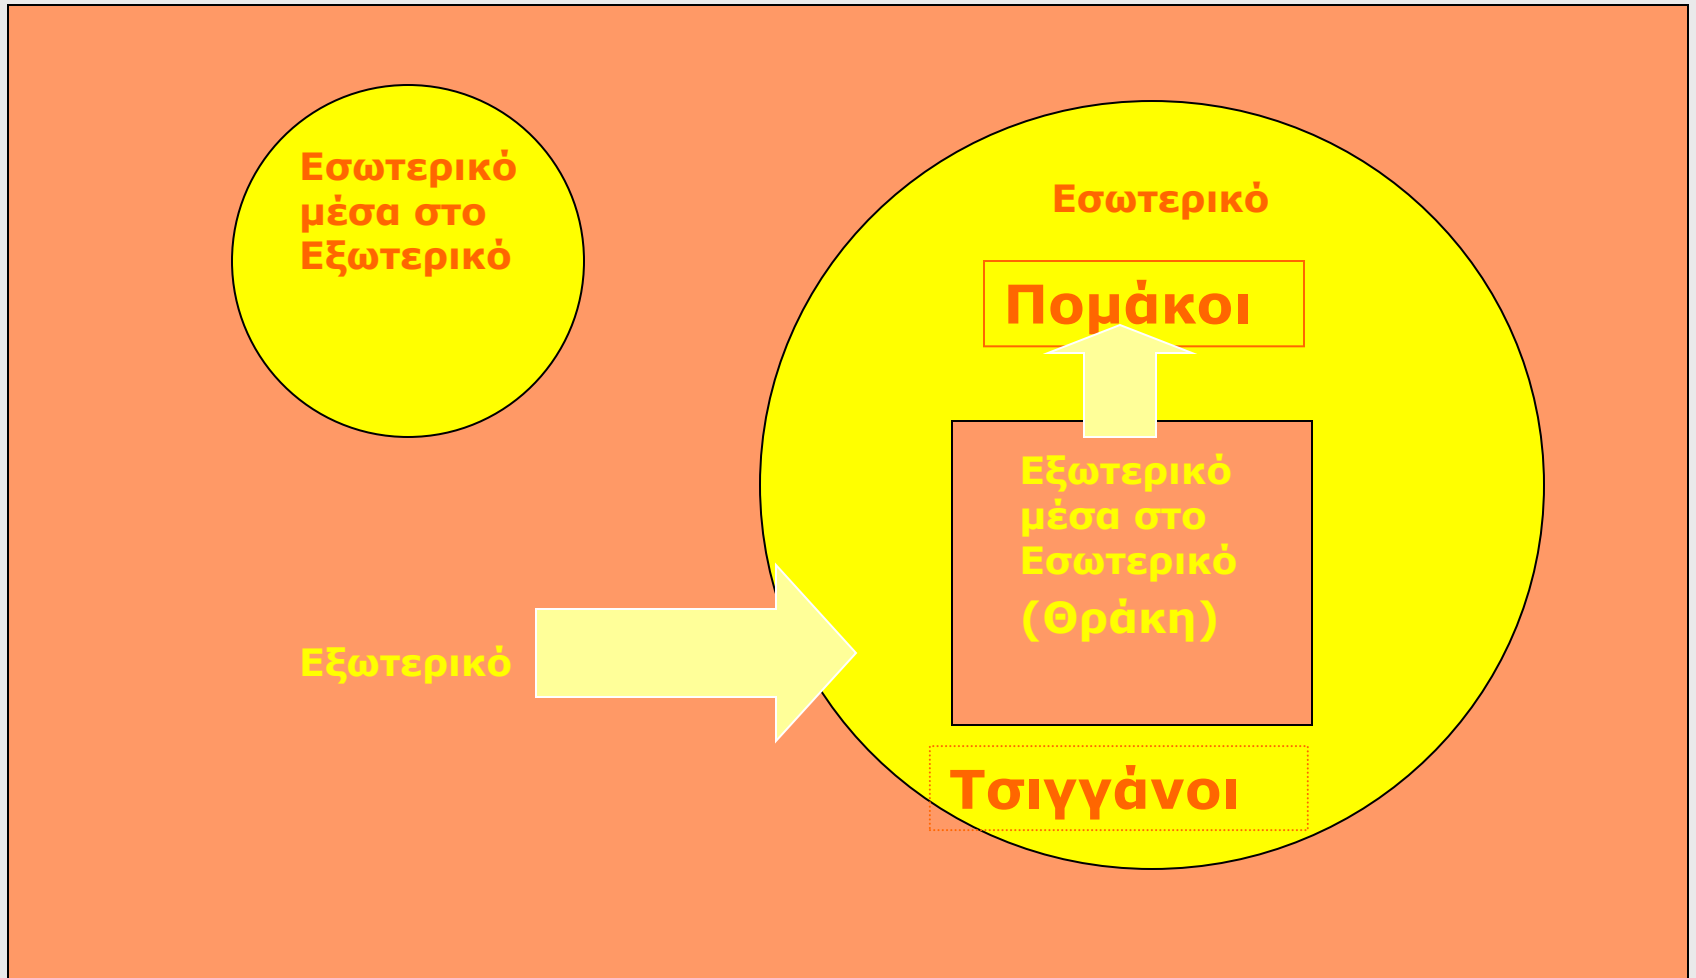 Εσωτερικό
μέσα στο
Εξωτερικό
Εσωτερικό
Πομάκοι
Εξωτερικό
μέσα στο
Εσωτερικό
(Θράκη)
Εξωτερικό
Τσιγγάνοι